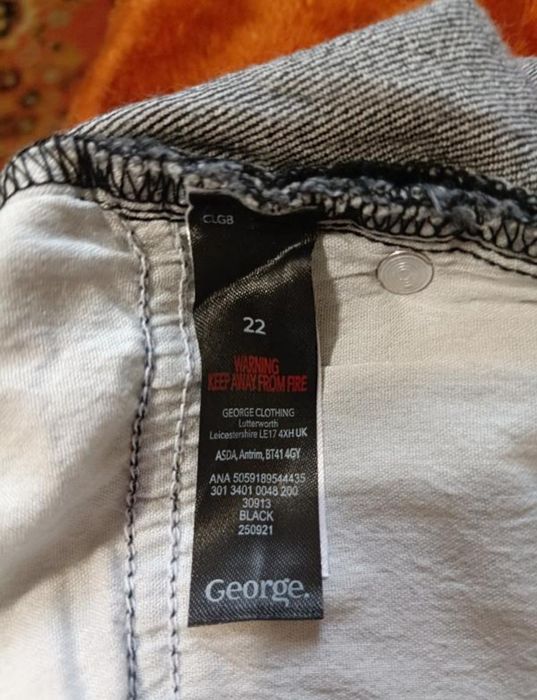 CLGB
22
WARNING
KEEP AWAY FROM FIRE
GEORGE CLOTHING
Lutterworth
Leicestershire LE17 4XH UK
ASDA, Antrim, BT41 4GY
ANA 5059189544435
301 3401 0048 200
30913
BLACK
250921
George.